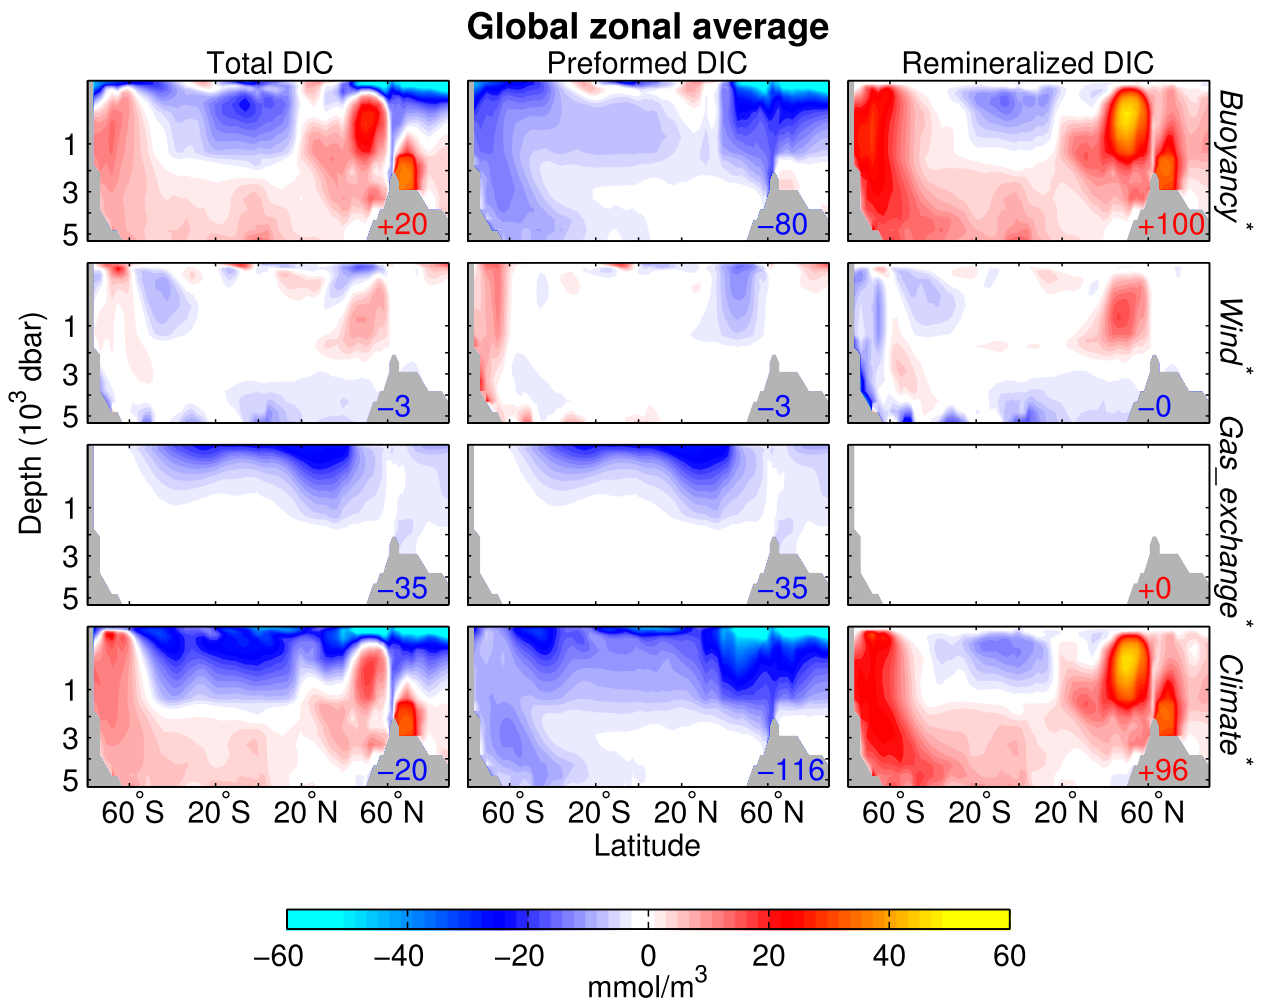 Global zonal average
Total DIC
Preformed DIC
Remineralized DIC
Depth (10³ dbar)
1
3
5
+20
−80
+100
Buoyancy*
1
3
5
−3
−3
−0
Wind*
1
3
5
−35
−35
+0
Gas_exchange*
1
3
5
−20
−116
+96
Climate*
60°S 20°S 20°N 60°N
60°S 20°S 20°N 60°N
60°S 20°S 20°N 60°N
Latitude
−60 −40 −20 0 20 40 60
mmol/m³